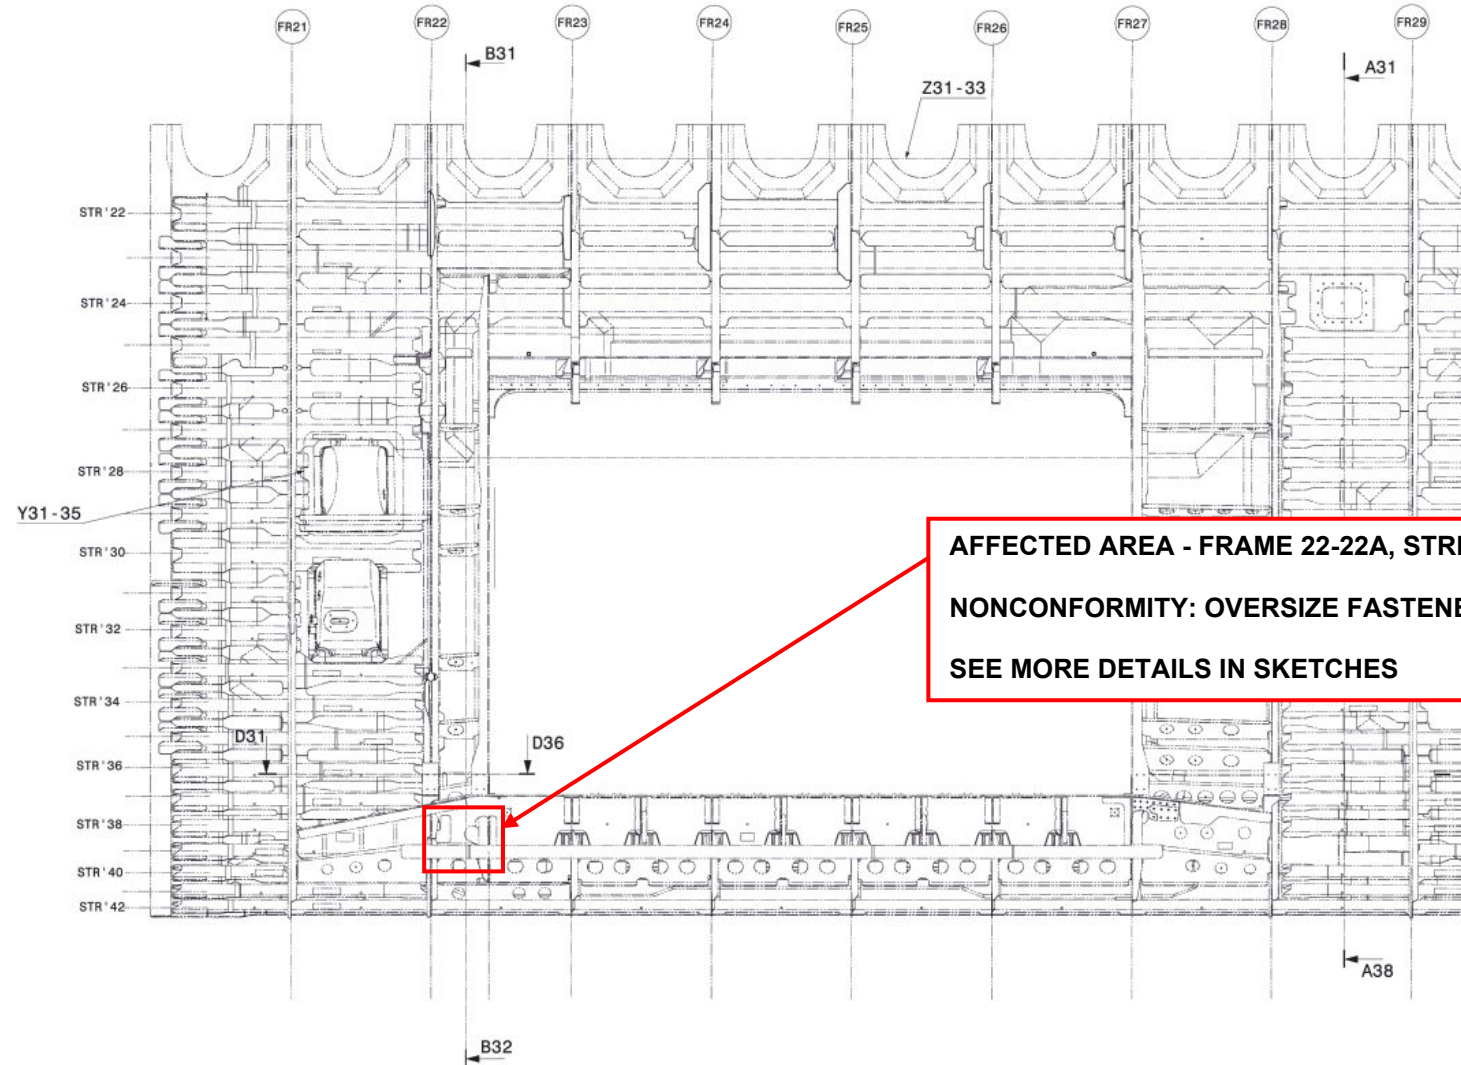 FR21 FR22 FR23 FR24 FR25 FR26 FR27 FR28 FR29
B31
A31
Z31-33
STR'22
STR'24
STR'26
STR'28
Y31-35
STR'30
AFFECTED AREA - FRAME 22-22A,
NONCONFORMITY: OVERSIZE
SEE MORE DETAILS IN SKETCHES
STR'32
STR'34
D31
D36
STR'36
STR'38
STR'40
STR'42
A38
B32